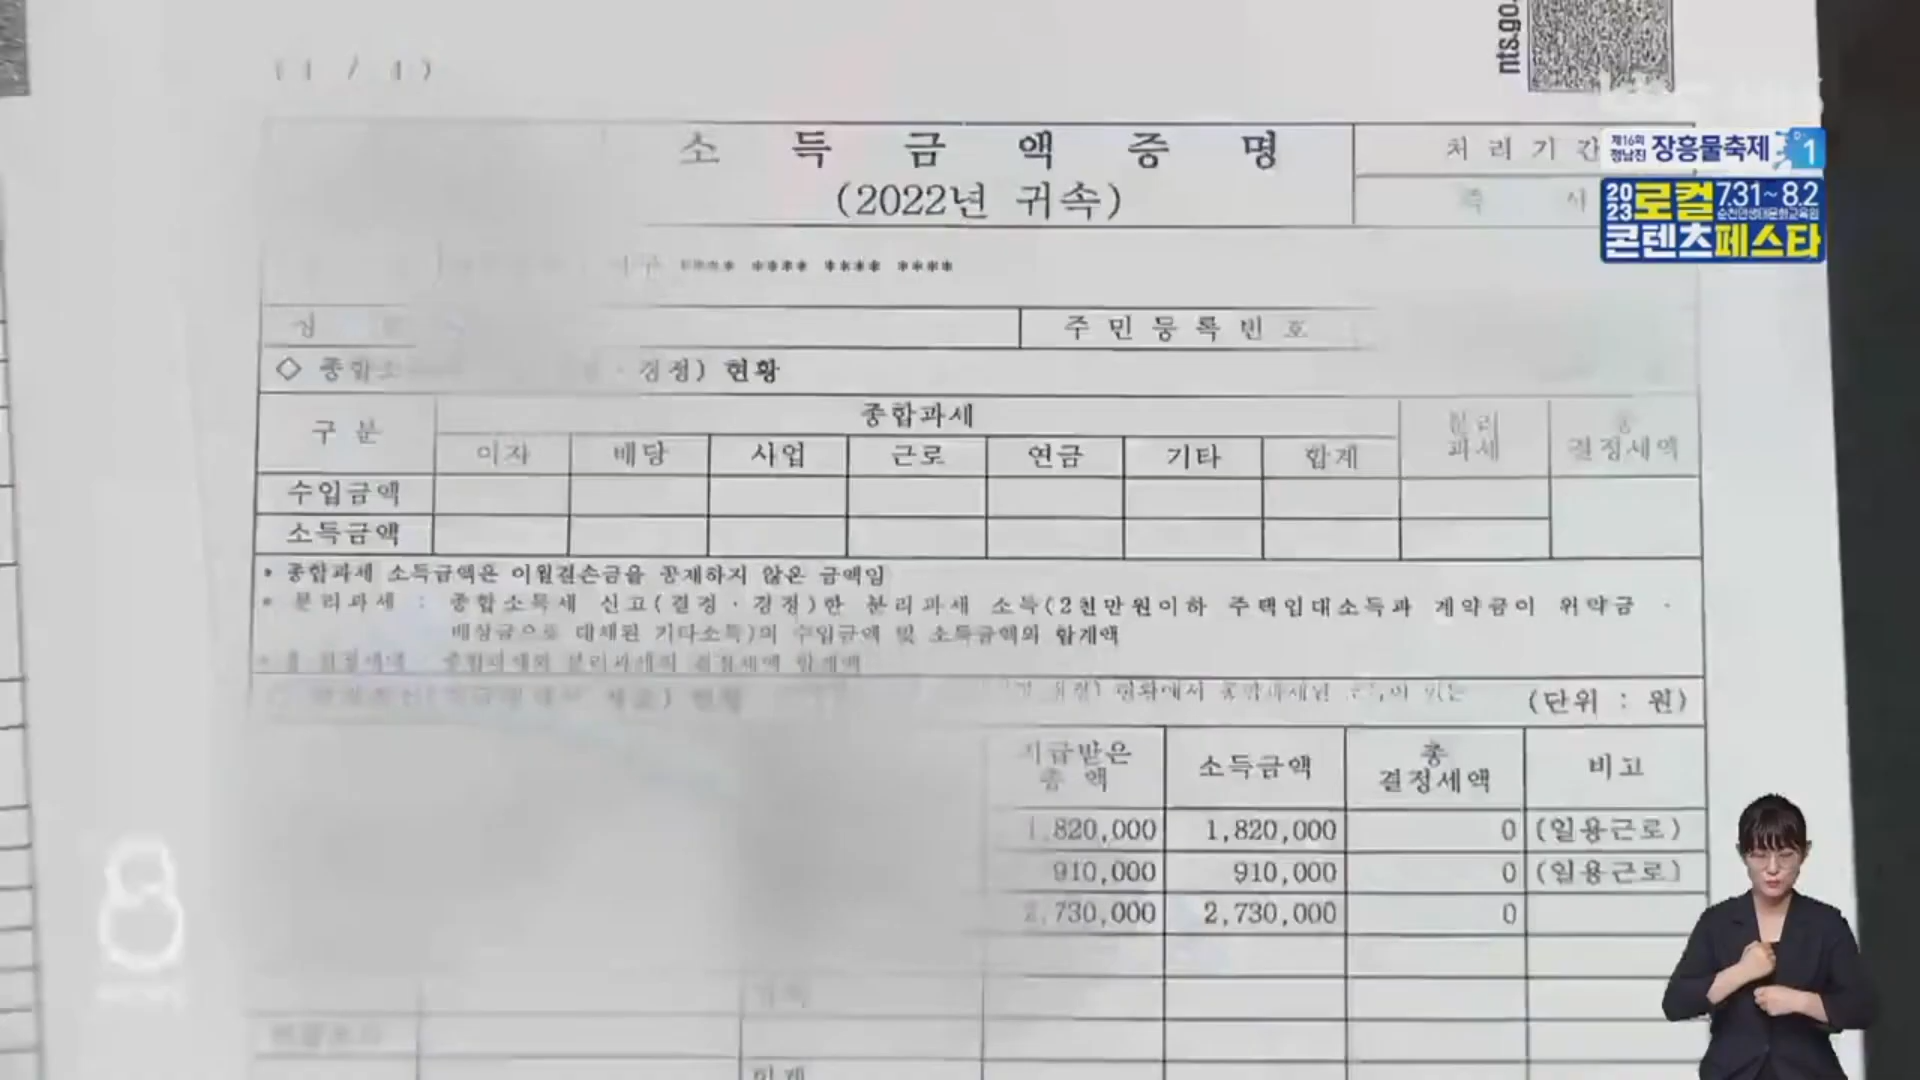 nts.go.
( 1 / 1 )
소 득 금 액 증 명
(2022년 귀속)
처 리 기 간
제16회 정남진 장흥물축제 D- 1
2023 로컬 7.31~8.2
콘텐츠페스타
**** **** **** ****
주 민 등 록 번 호
◇ 종합소 · 경정) 현황
구 분
종합과세
분리
과세
총
결정세액
이자 배당 사업 근로 연금 기타 합계
수입금액
소득금액
* 종합과세 소득금액은 이월결손금을 공제하지 않은 금액임
* 분리과세 : 종합소득세 신고(결정 · 경정)한 분리과세 소득(2천만원이하 주택임대소득과 계약금이 위약금 ·
배상금으로 대체된 기타소득)의 수입금액 및 소득금액의 합계액
(단위 : 원)
지급받은
총 액
소득금액
총
결정세액
비고
1,820,000 1,820,000 0 (일용근로)
910,000 910,000 0 (일용근로)
2,730,000 2,730,000 0
8